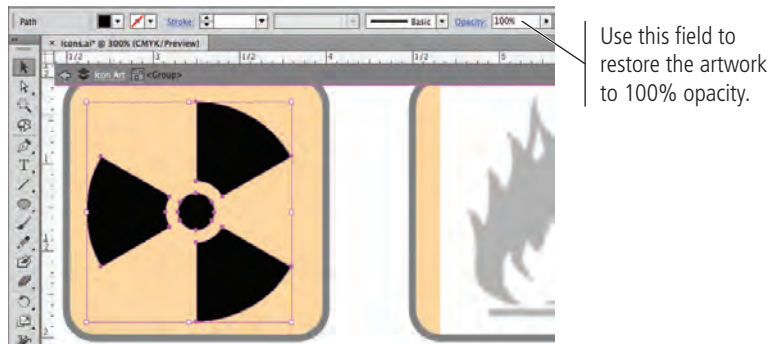 Path Stroke: Basic Opacity: 100%
× Icons.ai* @ 300% (CMYK/Preview)
1/2 3 1/2 4 1/2 5
Icon Art <Group>
Use this field to
restore the artwork
to 100% opacity.